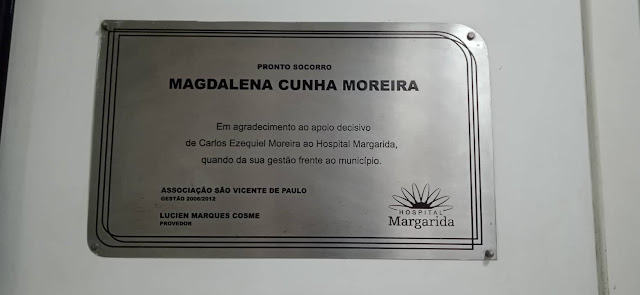 PRONTO SOCORRO
MAGDALENA CUNHA MOREIRA
Em agradecimento ao apoio decisivo
de Carlos Ezequiel Moreira ao Hospital Margarida,
quando da sua gestão frente ao município.
ASSOCIAÇÃO SÃO VICENTE DE PAULO
GESTÃO 2008/2012
LUCIEN MARQUES COSME
PROVEDOR
HOSPITAL
Margarida